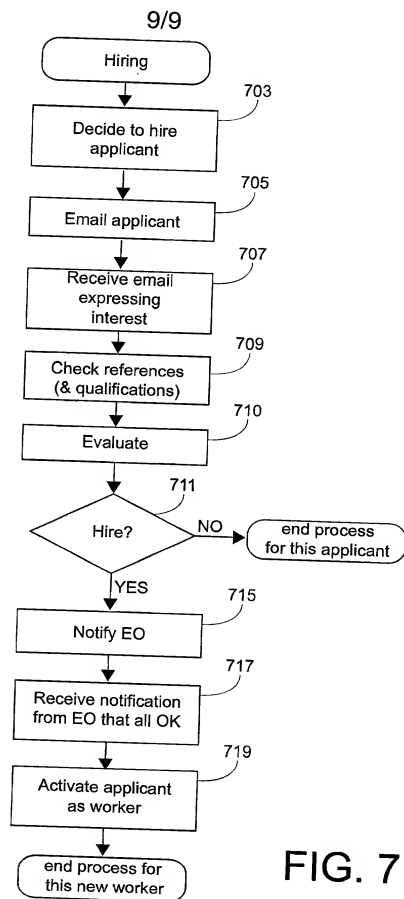 9/9
Hiring
703
Decide to hire
applicant
705
Email applicant
707
Receive email
expressing
interest
709
Check references
(& qualifications)
710
Evaluate
711
Hire?
NO
end process
for this applicant
YES
715
Notify EO
717
Receive notification
from EO that all OK
719
Activate applicant
as worker
end process for
this new worker
FIG. 7